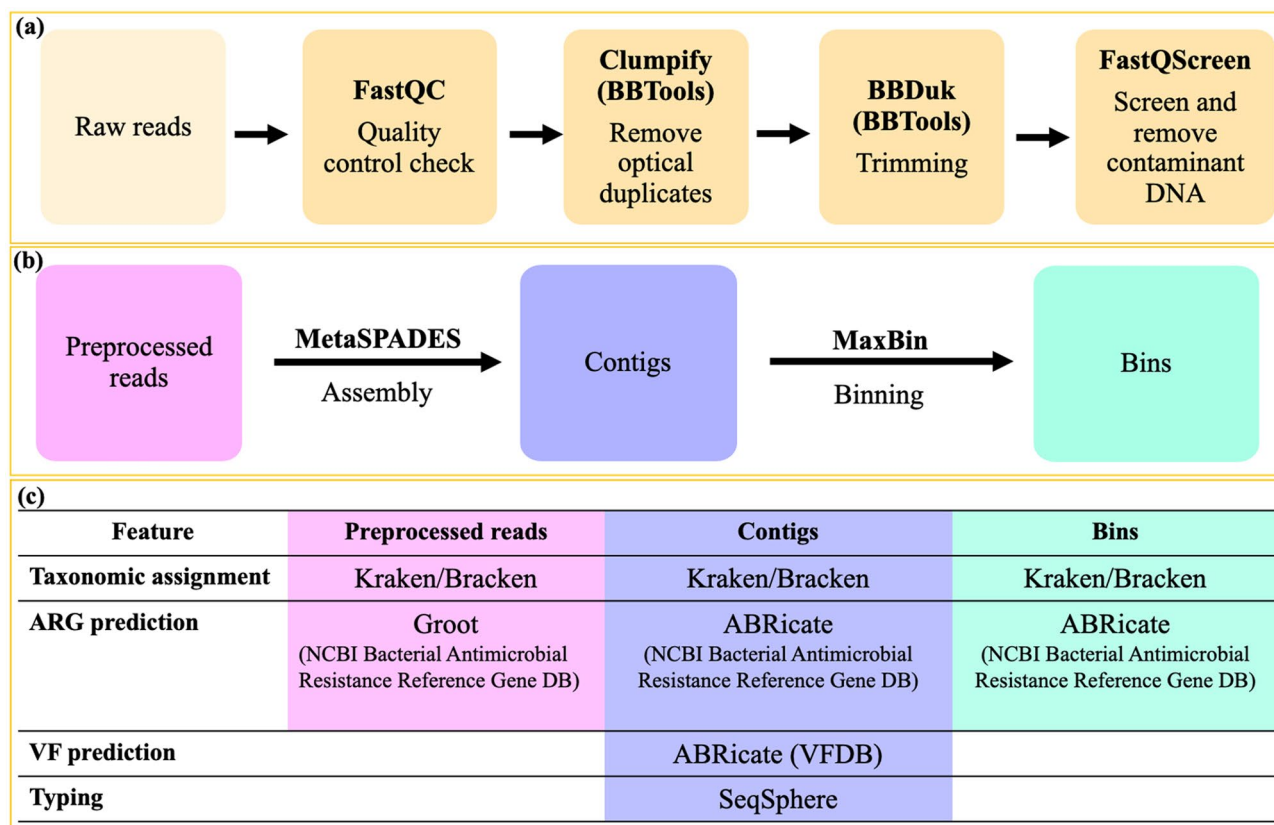 (a)
Raw reads
FastQC
Quality
control check
Clumpify
(BBTools)
Remove
optical
duplicates
BBDuk
(BBTools)
Trimming
FastQScreen
Screen and
remove
contaminant
DNA
(b)
Preprocessed
reads
MetaSPADES
Assembly
Contigs
MaxBin
Binning
Bins
(c)
Feature Preprocessed reads Contigs Bins
Taxonomic assignment Kraken/Bracken Kraken/Bracken Kraken/Bracken
ARG prediction Groot ABRicate ABRicate
(NCBI Bacterial Antimicrobial (NCBI Bacterial Antimicrobial (NCBI Bacterial Antimicrobial
Resistance Reference Gene DB) Resistance Reference Gene DB) Resistance Reference Gene DB)
VF prediction ABRicate (VFDB)
Typing SeqSphere